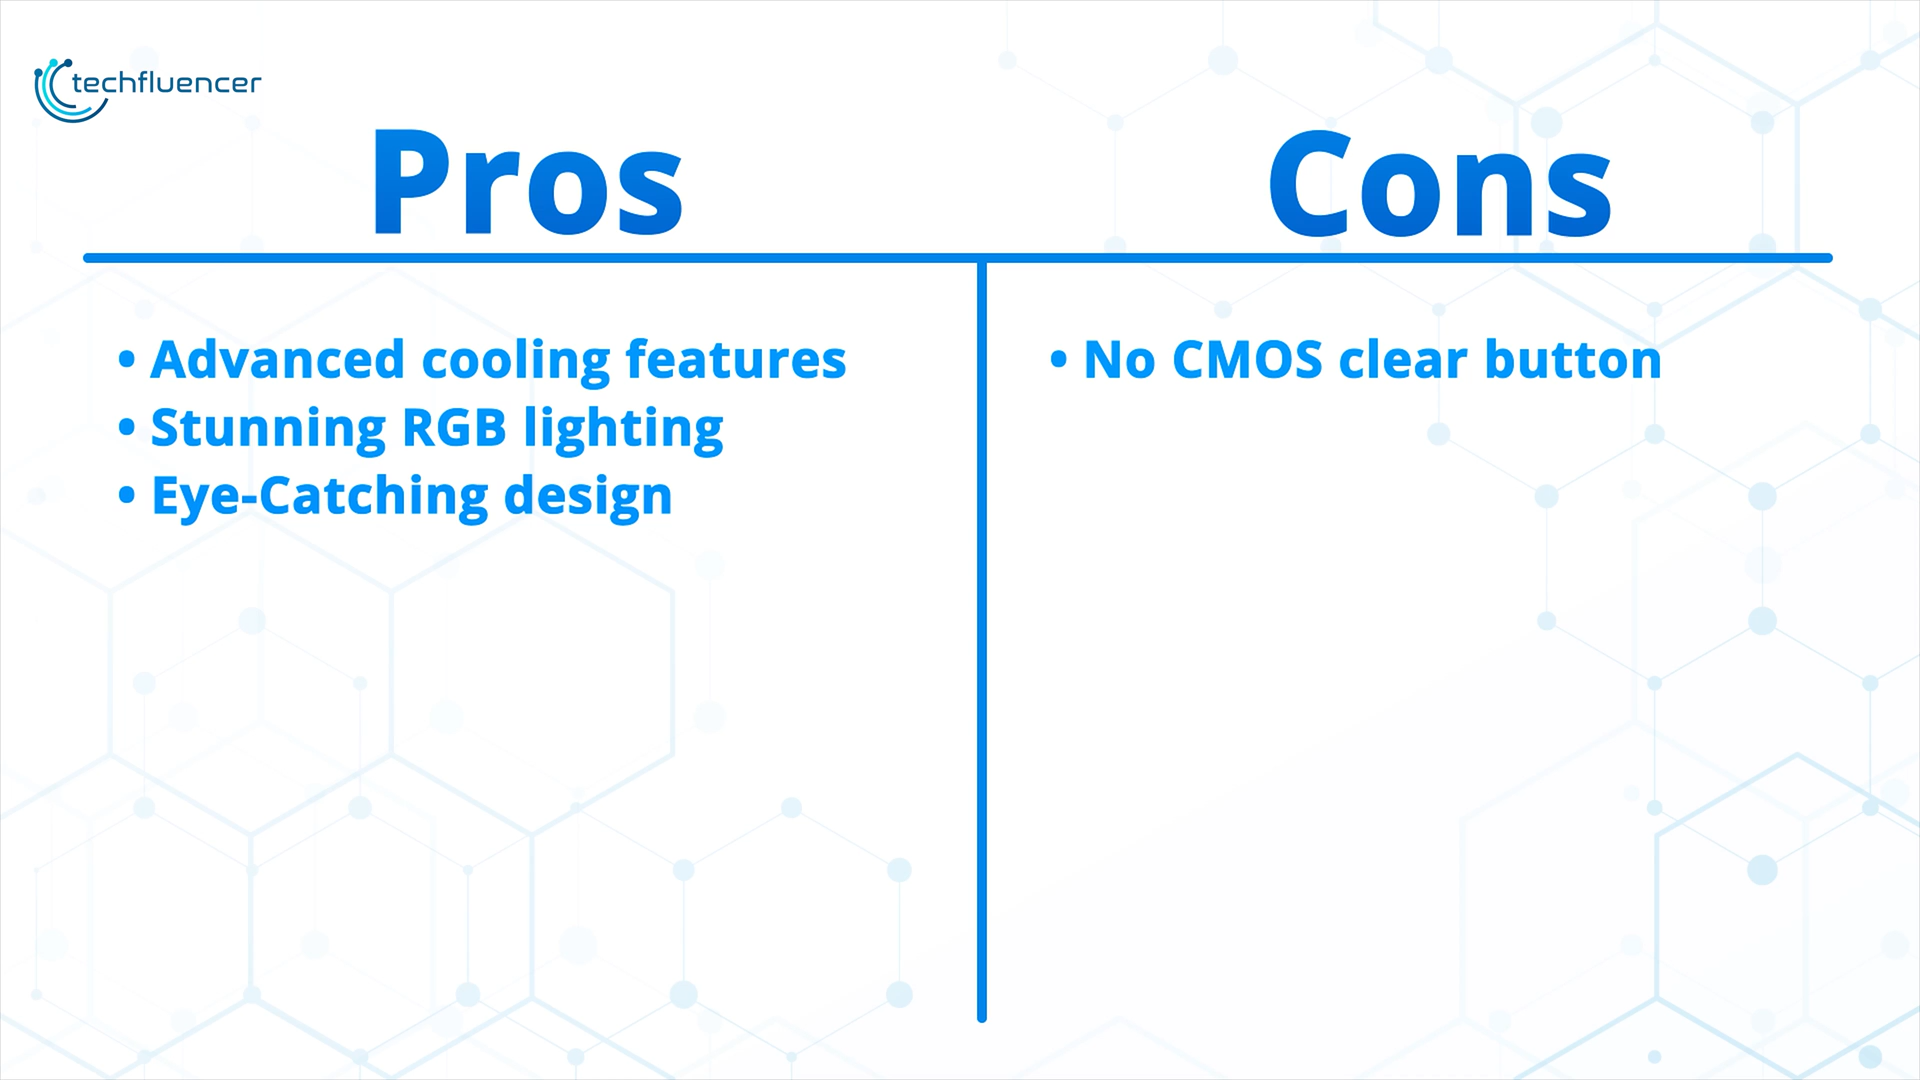 techfluencer
Pros
Cons
• Advanced cooling features
• Stunning RGB lighting
• Eye-Catching design
• No CMOS clear button